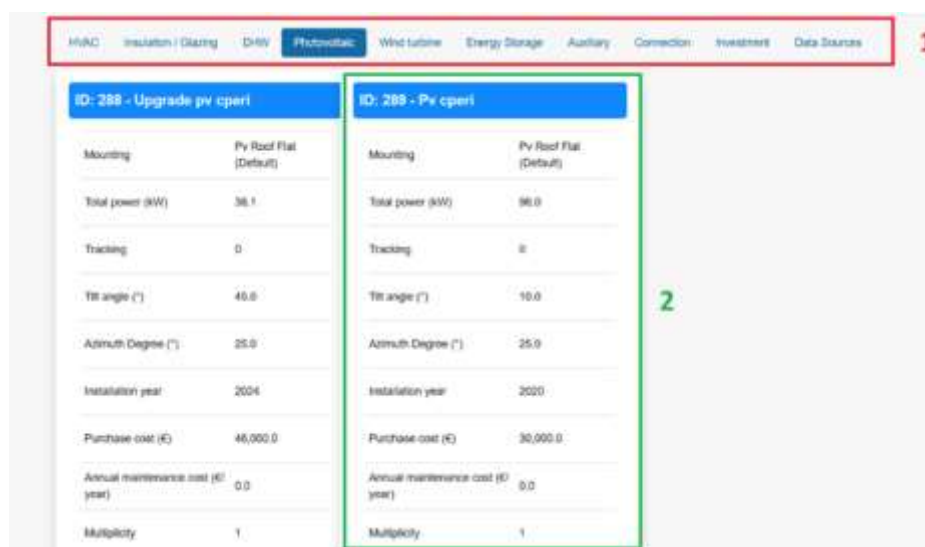 HVAC Insulation / Glazing DHW Photovoltaic Wind turbine Energy Storage Auxiliary Connection Investment Data Sources
1
ID: 288 - Upgrade pv cperi
Mounting Pv Roof Flat (Default)
Total power (kW) 36.1
Tracking 0
Tilt angle (°) 40.0
Azimuth Degree (°) 25.0
Installation year 2024
Purchase cost (€) 46,000.0
Annual maintenance cost (€/
year) 0.0
Multiplicity 1
ID: 289 - Pv cperi
Mounting Pv Roof Flat (Default)
Total power (kW) 96.0
Tracking 0
Tilt angle (°) 10.0
Azimuth Degree (°) 25.0
Installation year 2020
Purchase cost (€) 30,000.0
Annual maintenance cost (€/
year) 0.0
Multiplicity 1
2